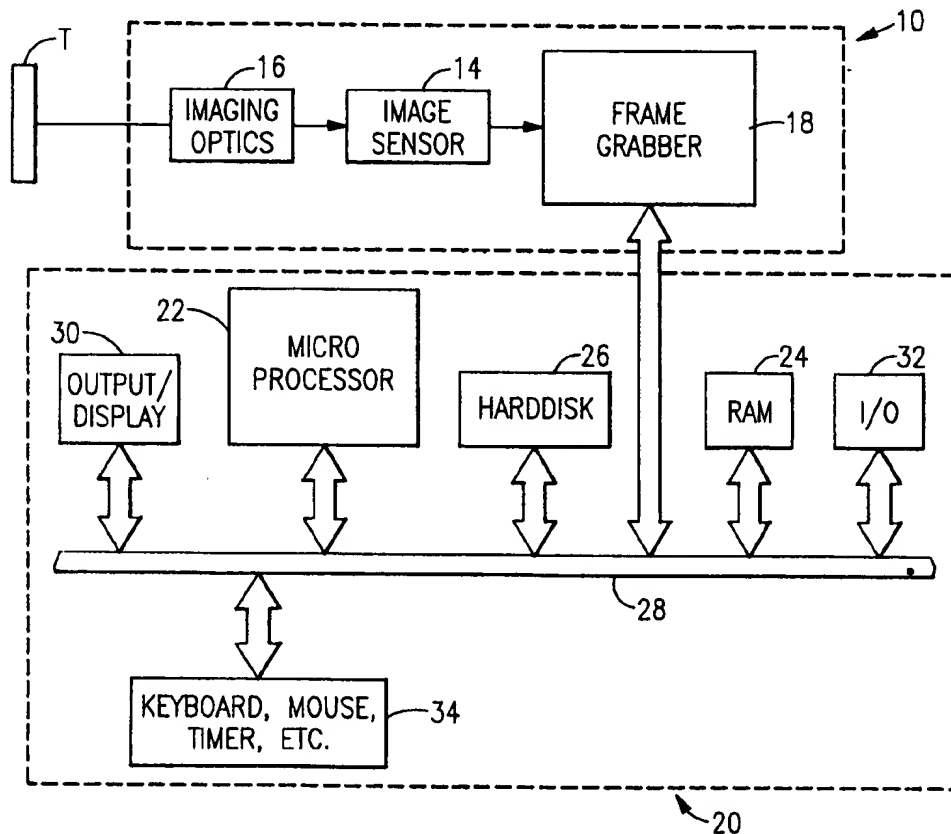 T
10
16
14
IMAGING
OPTICS
IMAGE
SENSOR
FRAME
GRABBER
18
22
30
MICRO
PROCESSOR
26
24
32
OUTPUT/
DISPLAY
HARDDISK
RAM
I/O
28
KEYBOARD, MOUSE,
TIMER, ETC.
34
20